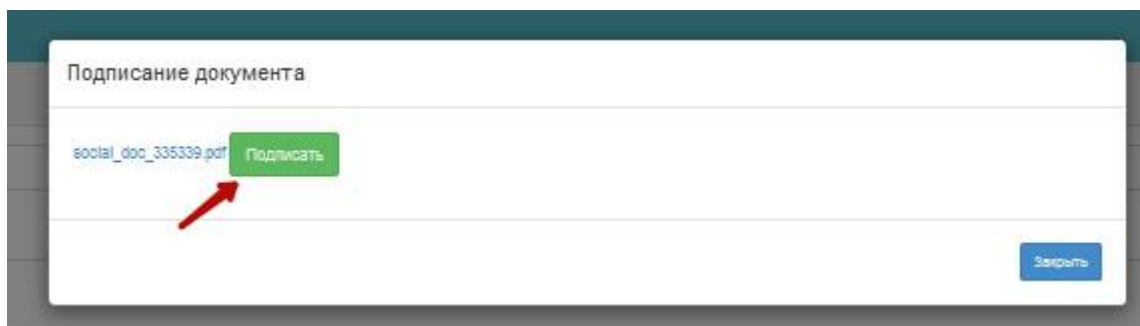 Подписание документа
social_doc_335339.pdf Подписать
Закрыть